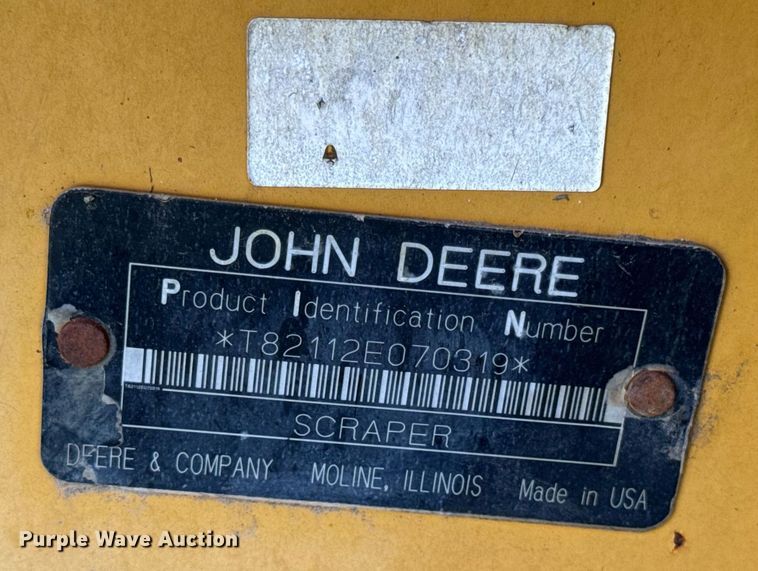 JOHN DEERE
Product Identification Number
*T82112E070319*
SCRAPER
DEERE & COMPANY MOLINE, ILLINOIS Made in USA
Purple Wave Auction